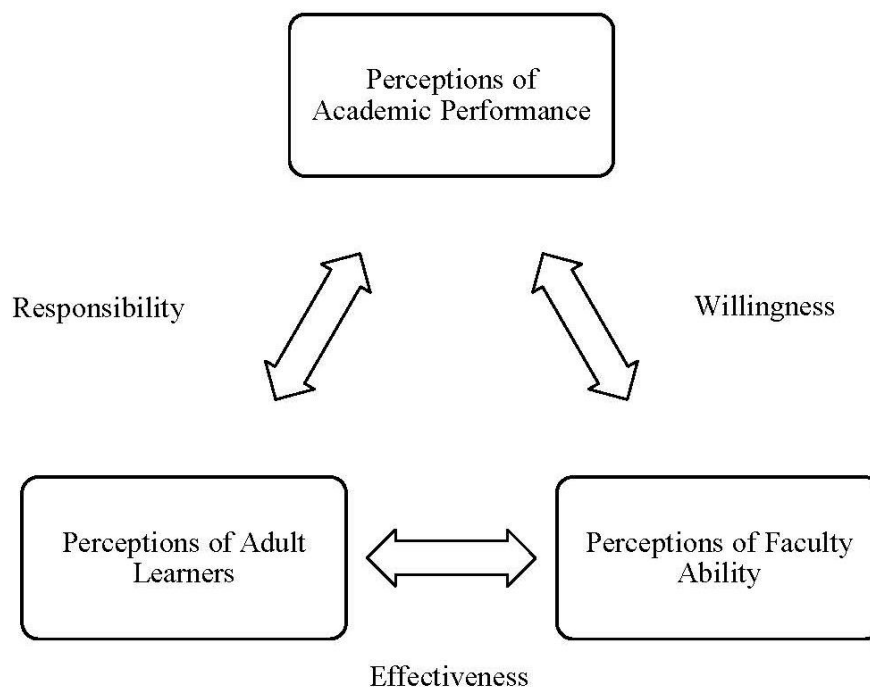 Perceptions of
Academic Performance
Responsibility
Willingness
Perceptions of Adult
Learners
Perceptions of Faculty
Ability
Effectiveness